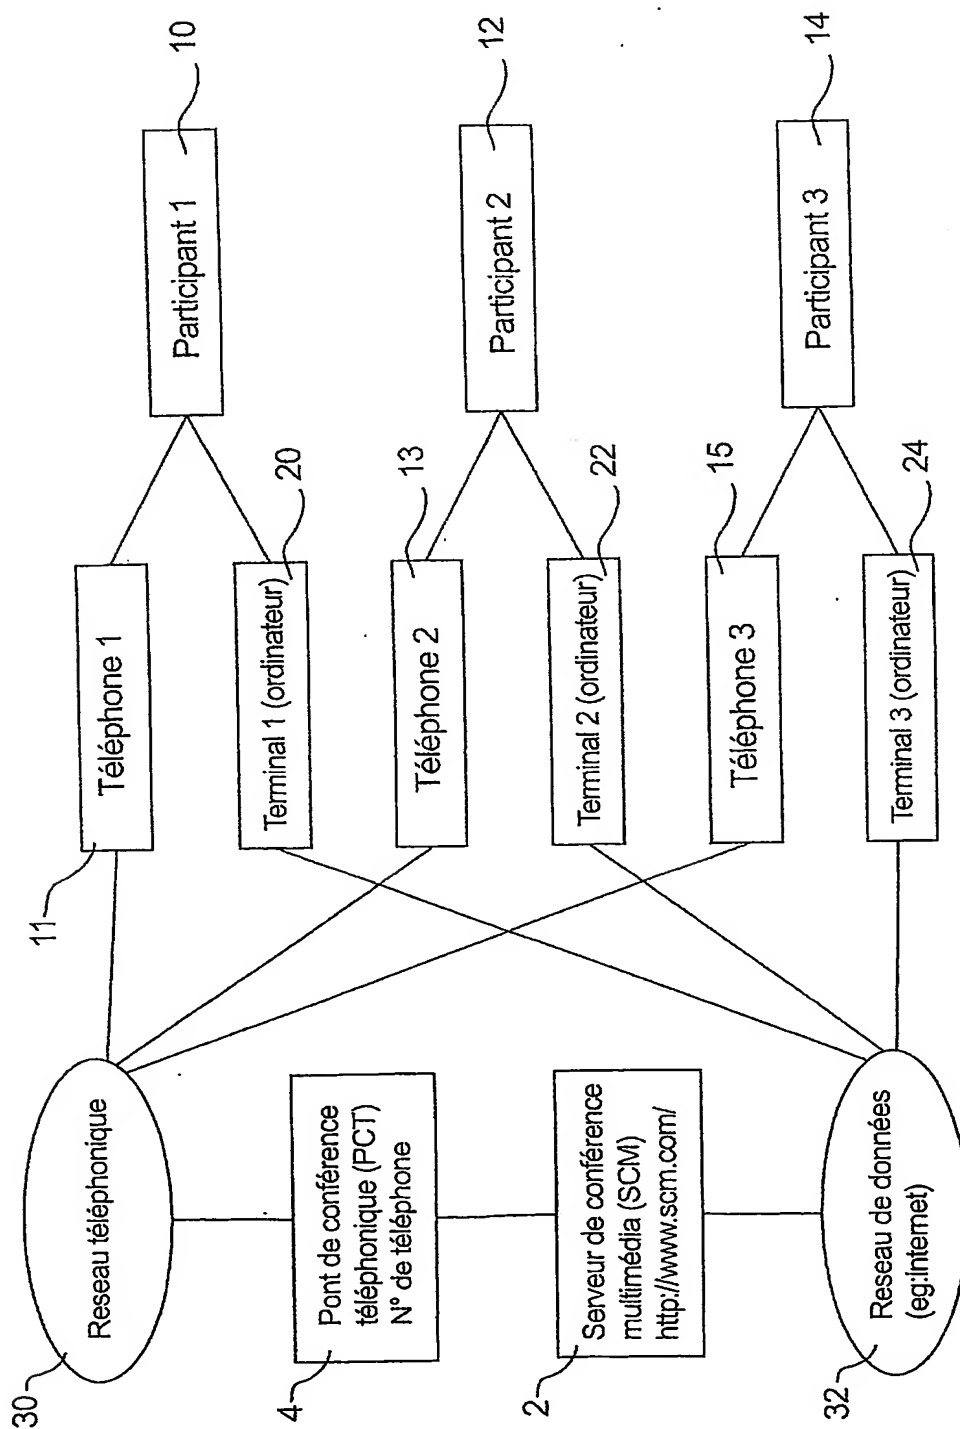 30
Reseau téléphonique
4
Pont de conférence
téléphonique (PCT)
N° de téléphone
2
Serveur de conférence
multimédia (SCM)
http://www.scm.com/
32
Reseau de données
(eg:Internet)
11
Téléphone 1
Terminal 1 (ordinateur)
20
Téléphone 2
13
Terminal 2 (ordinateur)
22
Téléphone 3
15
Terminal 3 (ordinateur)
24
Participant 1
10
Participant 2
12
Participant 3
14